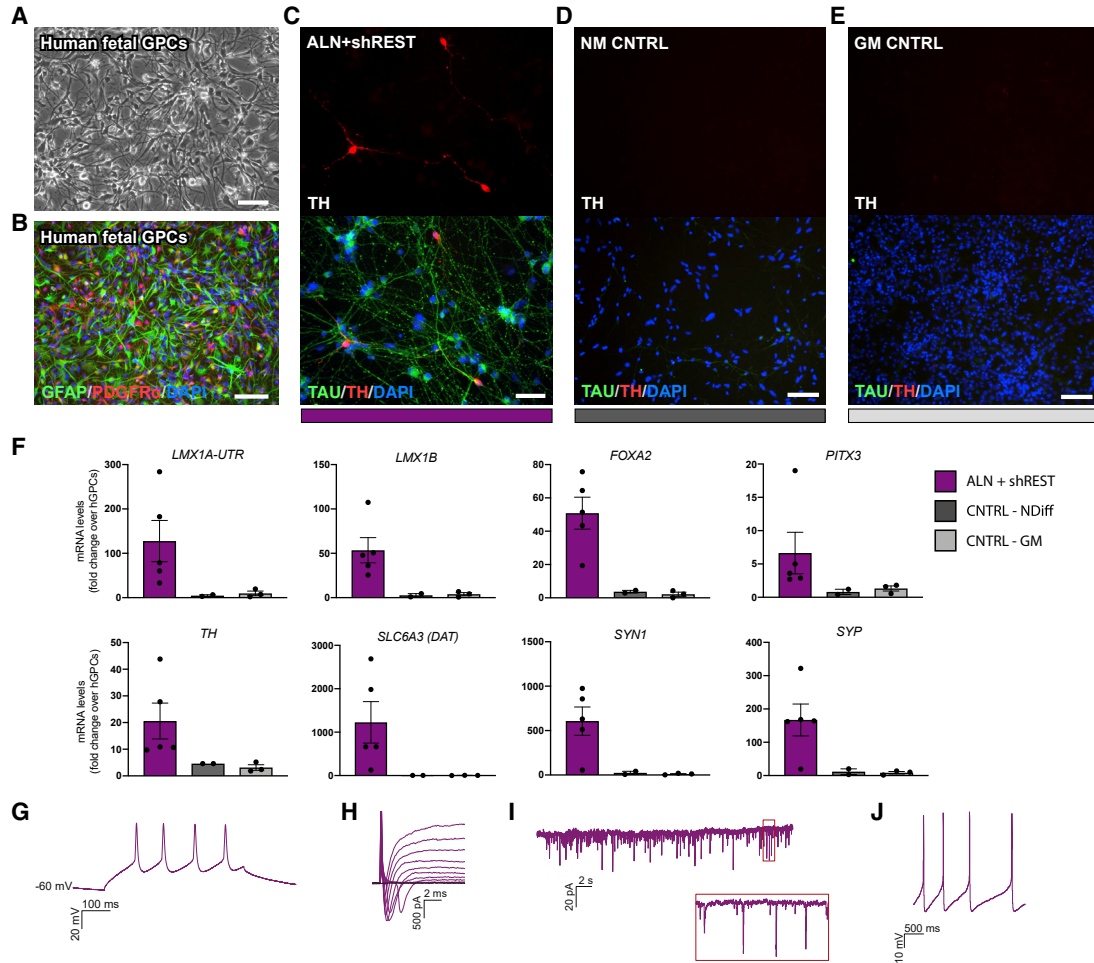 A
Human fetal GPCs
B
Human fetal GPCs
GFAP/PDGFRα/DAPI
C
ALN+shREST
TH
TAU/TH/DAPI
D
NM CNTRL
TH
TAU/TH/DAPI
E
GM CNTRL
TH
TAU/TH/DAPI
F
mRNA levels
(fold change over hGPCs)
LMX1A-UTR
300
200
100
0
LMX1B
150
100
50
0
FOXA2
80
60
40
20
0
PITX3
20
15
10
5
0
ALN + shREST
CNTRL - NDiff
CNTRL - GM
mRNA levels
(fold change over hGPCs)
TH
50
40
30
20
10
0
SLC6A3 (DAT)
3000
2000
1000
0
SYN1
1500
1000
500
0
SYP
400
300
200
100
0
G
-60 mV
20mV
100 ms
H
500 pA
2 ms
I
20 pA
2 s
J
10 mV
500 ms